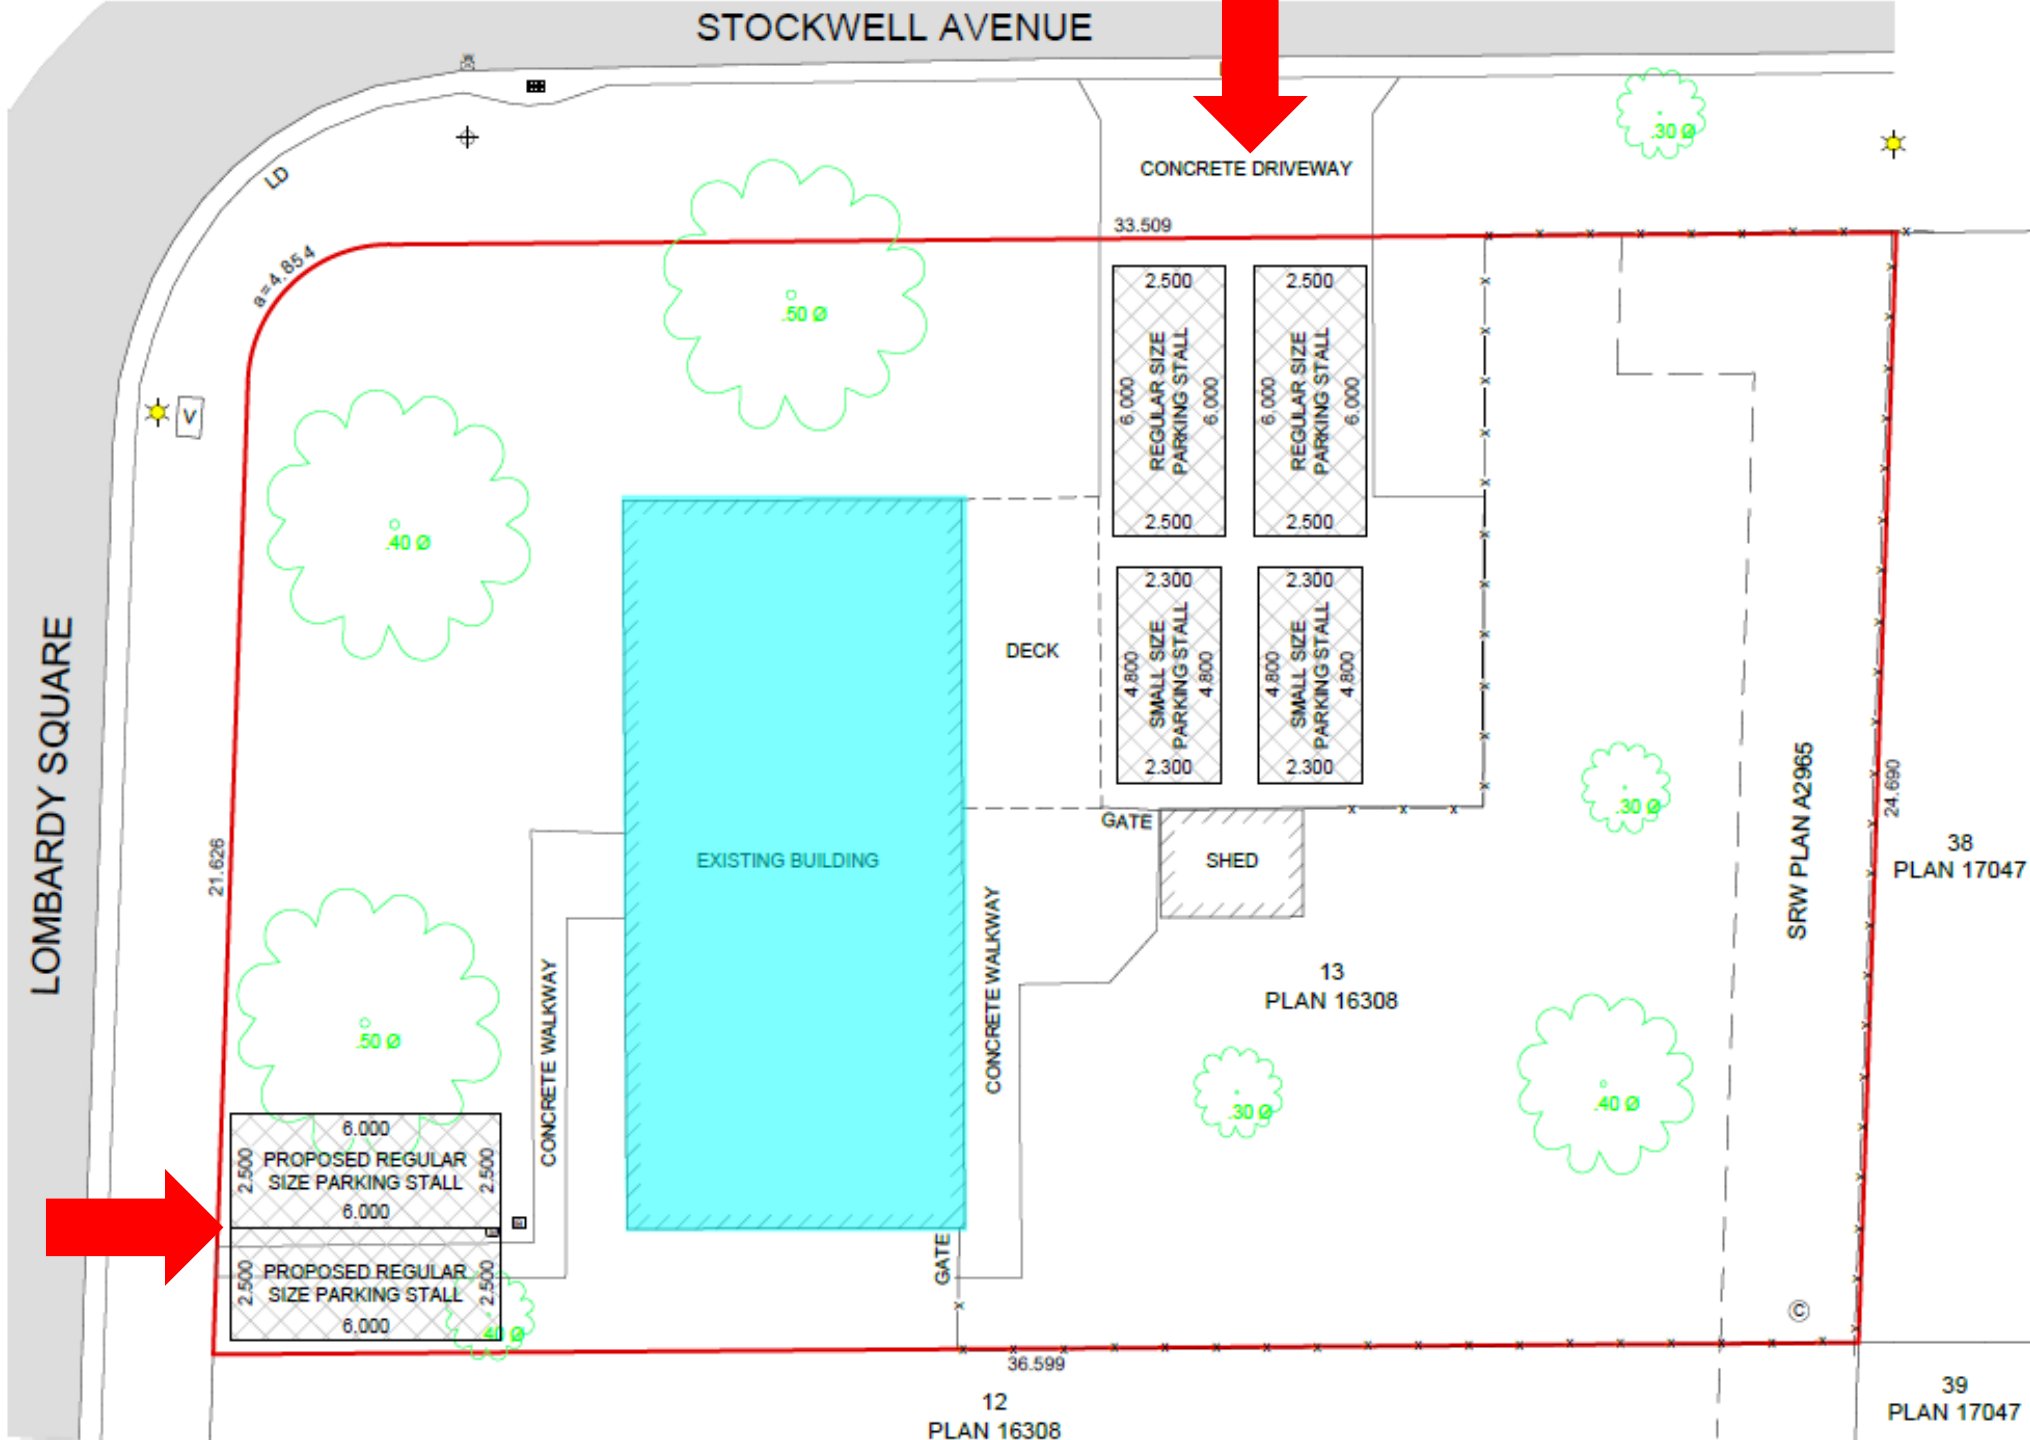 STOCKWELL AVENUE
CONCRETE DRIVEWAY
.30 Ø
LD
33.509
a=4.854
.50 Ø
2.500
6.000
REGULAR SIZE
PARKING STALL
6.000
2.500
2.500
6.000
REGULAR SIZE
PARKING STALL
6.000
2.500
V
.40 Ø
2.300
4.800
SMALL SIZE
PARKING STALL
4.800
2.300
2.300
4.800
SMALL SIZE
PARKING STALL
4.800
2.300
DECK
LOMBARDY SQUARE
21.626
EXISTING BUILDING
GATE
SHED
.30 Ø
SRW PLAN A2965
24.690
38
PLAN 17047
CONCRETE WALKWAY
CONCRETE WALKWAY
13
PLAN 16308
.50 Ø
.30 Ø
.40 Ø
6.000
2.500
PROPOSED REGULAR
SIZE PARKING STALL
2.500
6.000
2.500
PROPOSED REGULAR
SIZE PARKING STALL
2.500
6.000
.40 Ø
GATE
C
36.599
12
PLAN 16308
39
PLAN 17047